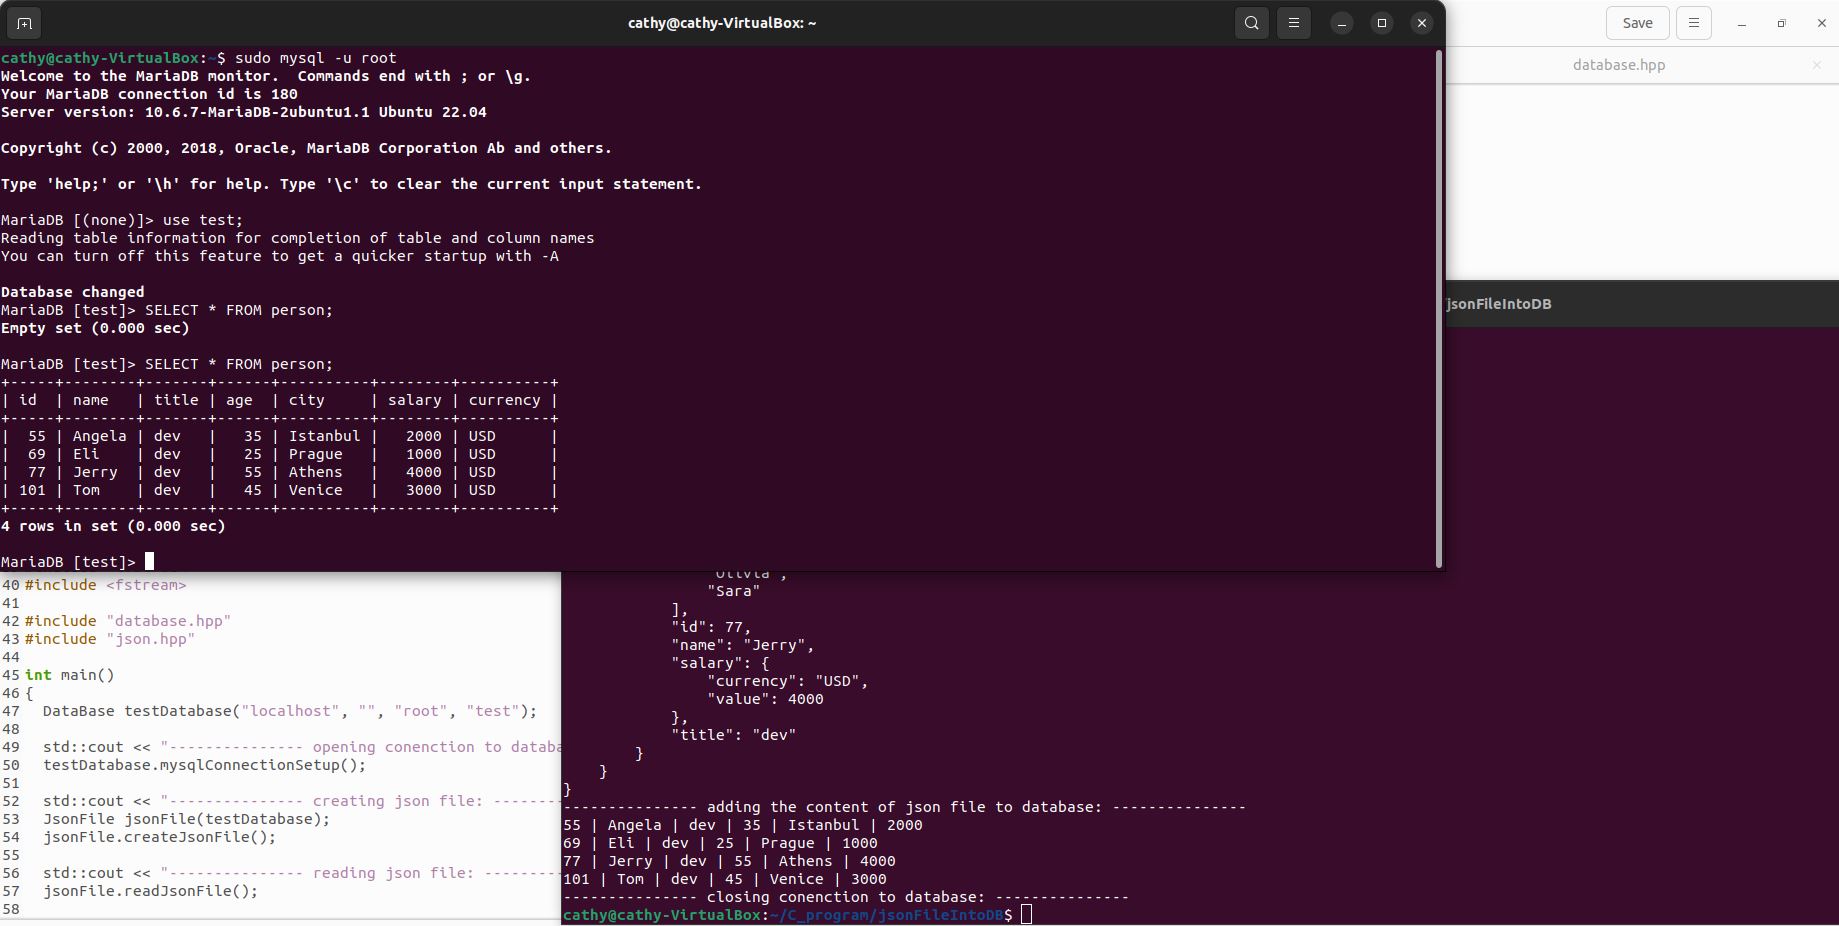 cathy@cathy-VirtualBox: ~
cathy@cathy-VirtualBox:~$ sudo mysql -u root
Welcome to the MariaDB monitor.  Commands end with ; or \g.
Your MariaDB connection id is 180
Server version: 10.6.7-MariaDB-2ubuntu1.1 Ubuntu 22.04
Copyright (c) 2000, 2018, Oracle, MariaDB Corporation Ab and others.
Type 'help;' or '\h' for help. Type '\c' to clear the current input statement.
MariaDB [(none)]> use test;
Reading table information for completion of table and column names
You can turn off this feature to get a quicker startup with -A
Database changed
MariaDB [test]> SELECT * FROM person;
Empty set (0.000 sec)
MariaDB [test]> SELECT * FROM person;
+-----+--------+-------+------+----------+--------+----------+
| id  | name   | title | age  | city     | salary | currency |
+-----+--------+-------+------+----------+--------+----------+
|  55 | Angela | dev   |   35 | Istanbul |   2000 | USD      |
|  69 | Eli    | dev   |   25 | Prague   |   1000 | USD      |
|  77 | Jerry  | dev   |   55 | Athens   |   4000 | USD      |
| 101 | Tom    | dev   |   45 | Venice   |   3000 | USD      |
+-----+--------+-------+------+----------+--------+----------+
4 rows in set (0.000 sec)
MariaDB [test]>
Save
database.hpp
jsonFileIntoDB
40 #include <fstream>
41
42 #include "database.hpp"
43 #include "json.hpp"
44
45 int main()
46 {
47   DataBase testDatabase("localhost", "", "root", "test");
48
49   std::cout << "--------------- opening conenction to databa
50   testDatabase.mysqlConnectionSetup();
51
52   std::cout << "--------------- creating json file: --------
53   JsonFile jsonFile(testDatabase);
54   jsonFile.createJsonFile();
55
56   std::cout << "--------------- reading json file: ---------
57   jsonFile.readJsonFile();
58
"Olivia",
"Sara"
],
"id": 77,
"name": "Jerry",
"salary": {
"currency": "USD",
"value": 4000
},
"title": "dev"
}
}
}
--------------- adding the content of json file to database: ---------------
55 | Angela | dev | 35 | Istanbul | 2000
69 | Eli | dev | 25 | Prague | 1000
77 | Jerry | dev | 55 | Athens | 4000
101 | Tom | dev | 45 | Venice | 3000
--------------- closing conenction to database: ---------------
cathy@cathy-VirtualBox:~/C_program/jsonFileIntoDB$